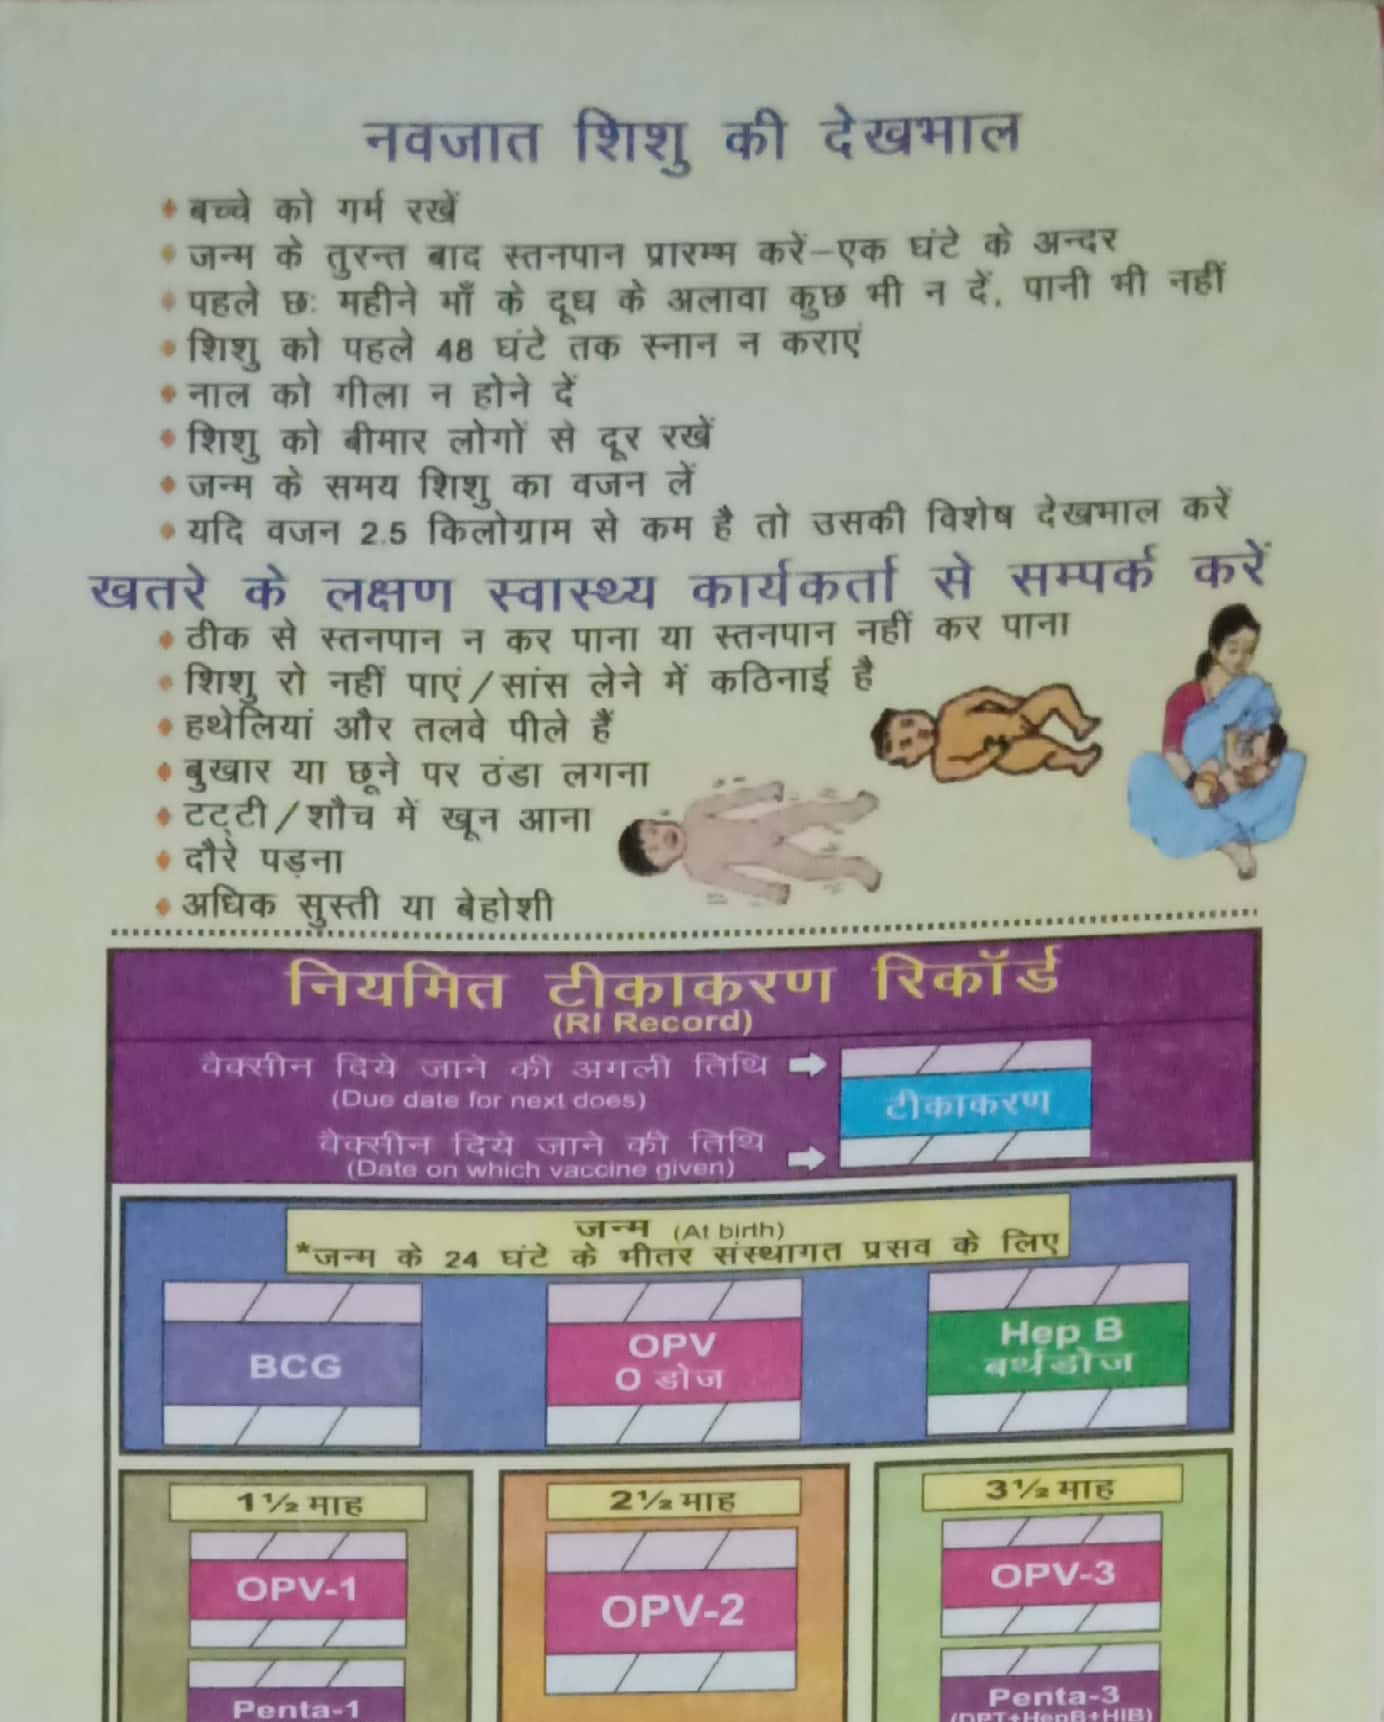 नवजात शिशु की देखभाल
बच्चे को गर्म रखें
जन्म के तुरन्त बाद स्तनपान प्रारम्भ करें–एक घंटे के अन्दर
पहले छः महीने माँ के दूध के अलावा कुछ भी न दें, पानी भी नहीं
शिशु को पहले 48 घंटे तक स्नान न कराएं
नाल को गीला न होने दें
शिशु को बीमार लोगों से दूर रखें
जन्म के समय शिशु का वजन लें
यदि वजन 2.5 किलोग्राम से कम है तो उसकी विशेष देखभाल करें
खतरे के लक्षण स्वास्थ्य कार्यकर्ता से सम्पर्क करें
ठीक से स्तनपान न कर पाना या स्तनपान नहीं कर पाना
शिशु रो नहीं पाएं/सांस लेने में कठिनाई है
हथेलियां और तलवे पीले हैं
बुखार या छूने पर ठंडा लगना
टट्टी/शौच में खून आना
दौरे पड़ना
अधिक सुस्ती या बेहोशी
नियमित टीकाकरण रिकॉर्ड
(RI Record)
वैक्सीन दिये जाने की अगली तिथि
(Due date for next does)
टीकाकरण
वैक्सीन दिये जाने की तिथि
(Date on which vaccine given)
जन्म (At birth)
*जन्म के 24 घंटे के भीतर संस्थागत प्रसव के लिए
BCG
OPV
0 डोज
Hep B
बर्थडोज
1½ माह
2½ माह
3½ माह
OPV-1
OPV-2
OPV-3
Penta-1
Penta-3
(DPT+HepB+HIB)